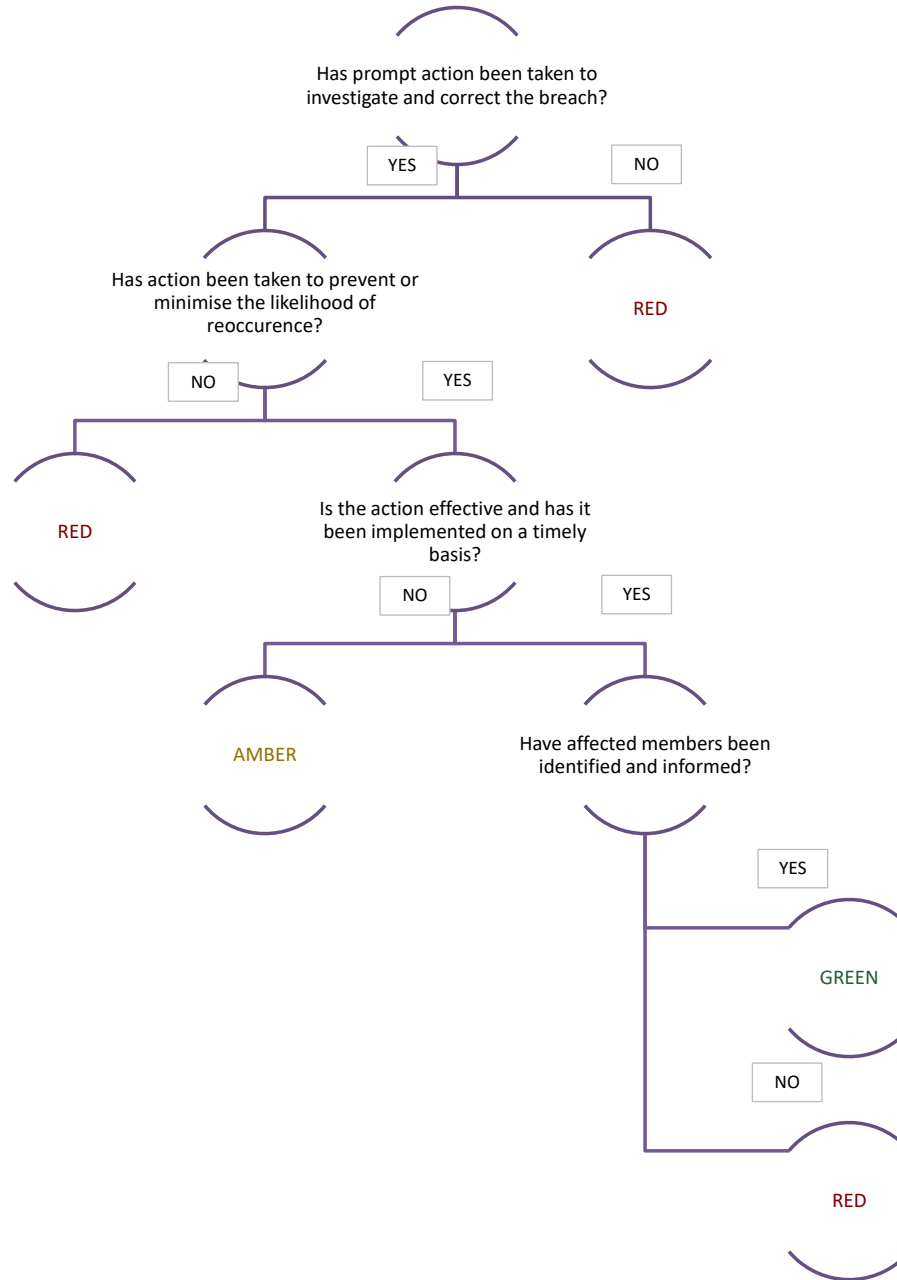 Has prompt action been taken to
investigate and correct the breach?
YES
NO
Has action been taken to prevent or
minimise the likelihood of
reoccurence?
RED
NO
YES
RED
Is the action effective and has it
been implemented on a timely
basis?
NO
YES
AMBER
Have affected members been
identified and informed?
YES
GREEN
NO
RED